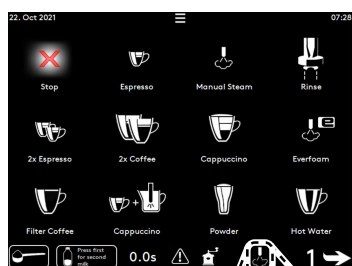 22. Oct 2021 07:28
Stop Espresso Manual Steam Rinse
2x Espresso 2x Coffee Cappuccino Everfoam
Filter Coffee Cappuccino Powder Hot Water
Press first
for second
milk
0.0s
1